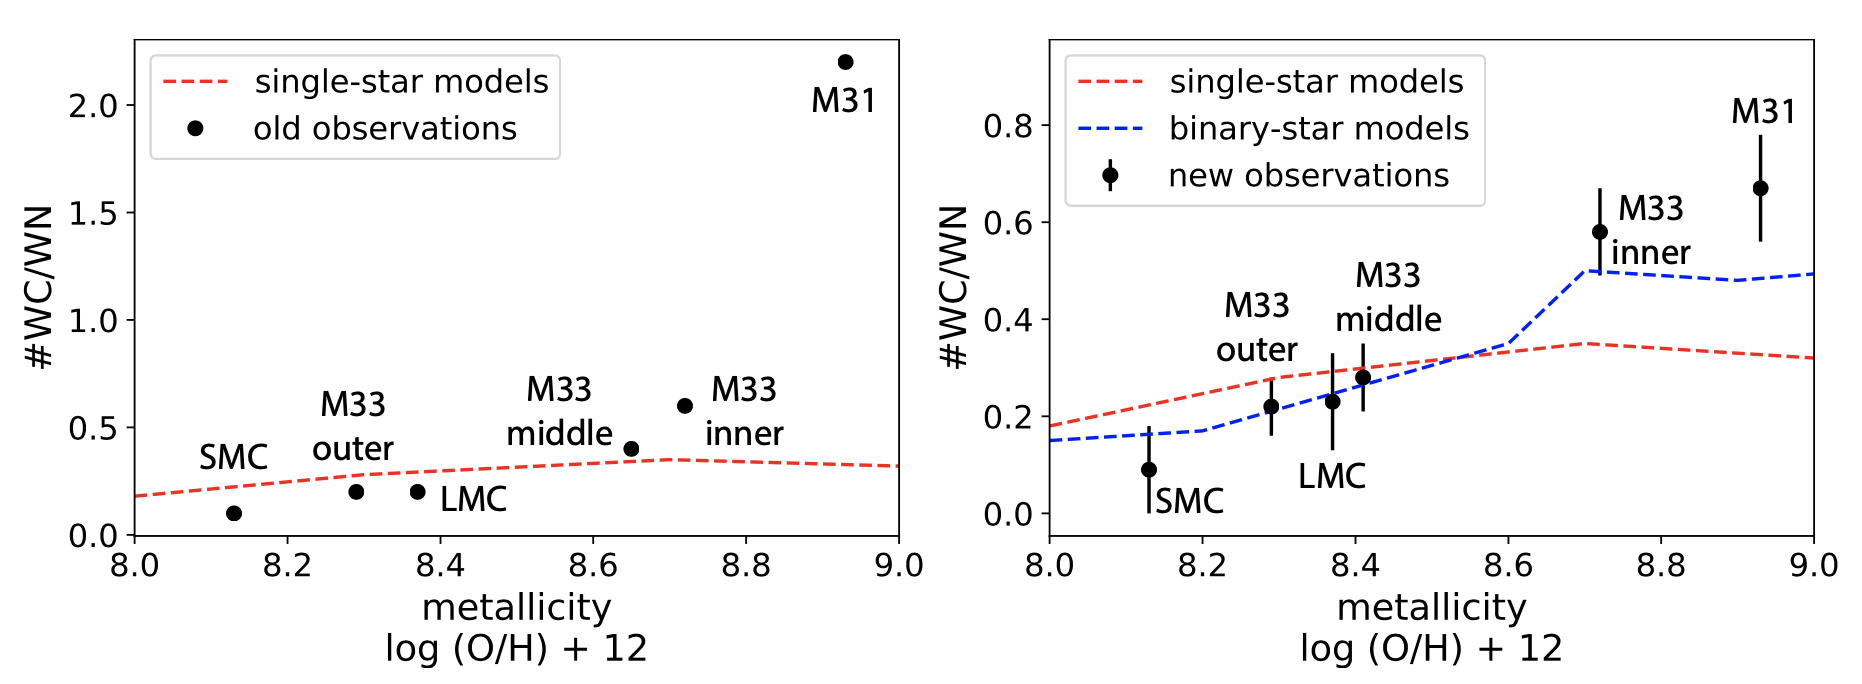 single-star models
old observations
M31
M33
outer
SMC
LMC
M33
middle
M33
inner
#WC/WN
2.0
1.5
1.0
0.5
0.0
8.0 8.2 8.4 8.6 8.8 9.0
metallicity
log (O/H) + 12
single-star models
binary-star models
new observations
M31
M33
inner
M33
middle
M33
outer
LMC
SMC
#WC/WN
0.8
0.6
0.4
0.2
0.0
8.0 8.2 8.4 8.6 8.8 9.0
metallicity
log (O/H) + 12